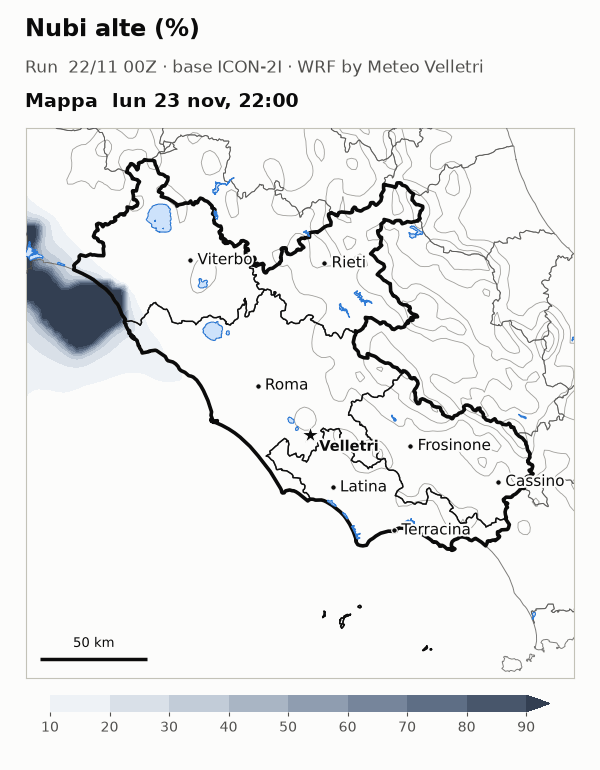 Nubi alte (%)
Run  22/11 00Z · base ICON-2I · WRF by Meteo Velletri
Mappa  lun 23 nov, 22:00
Viterbo
Rieti
Roma
Velletri
Frosinone
Latina
Cassino
Terracina
50 km
10 20 30 40 50 60 70 80 90